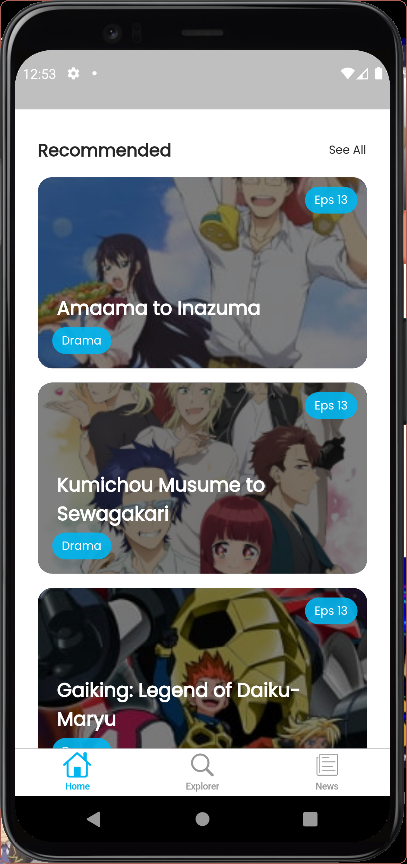 12:53
Recommended
See All
Eps 13
Amaama to Inazuma
Drama
Eps 13
Kumichou Musume to
Sewagakari
Drama
Eps 13
Gaiking: Legend of Daiku-
Maryu
Home
Explorer
News